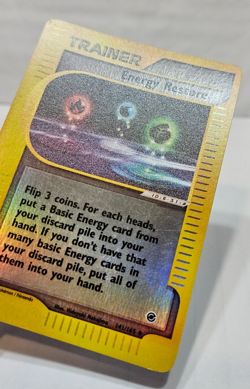 TRAINER
Energy Restore
Flip 3 coins. For each heads,
put a Basic Energy card from
your discard pile into your
hand. If you don't have that
many basic Energy cards in
your discard pile, put all of
them into your hand.
141/165